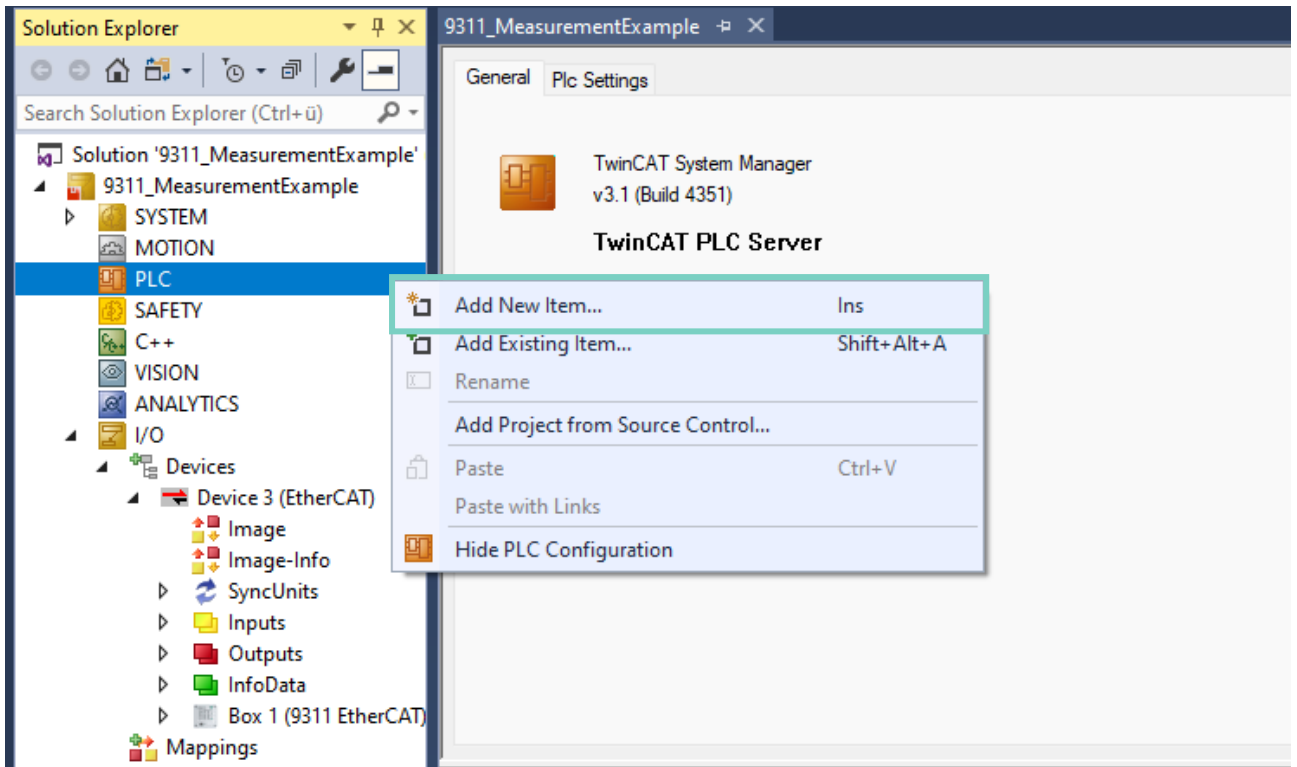 Solution Explorer
Search Solution Explorer (Ctrl+ü)
Solution '9311_MeasurementExample'
9311_MeasurementExample
SYSTEM
MOTION
PLC
SAFETY
C++
VISION
ANALYTICS
I/O
Devices
Device 3 (EtherCAT)
Image
Image-Info
SyncUnits
Inputs
Outputs
InfoData
Box 1 (9311 EtherCAT)
Mappings
9311_MeasurementExample
General Plc Settings
TwinCAT System Manager
v3.1 (Build 4351)
TwinCAT PLC Server
Add New Item... Ins
Add Existing Item... Shift+Alt+A
Rename
Add Project from Source Control...
Paste Ctrl+V
Paste with Links
Hide PLC Configuration